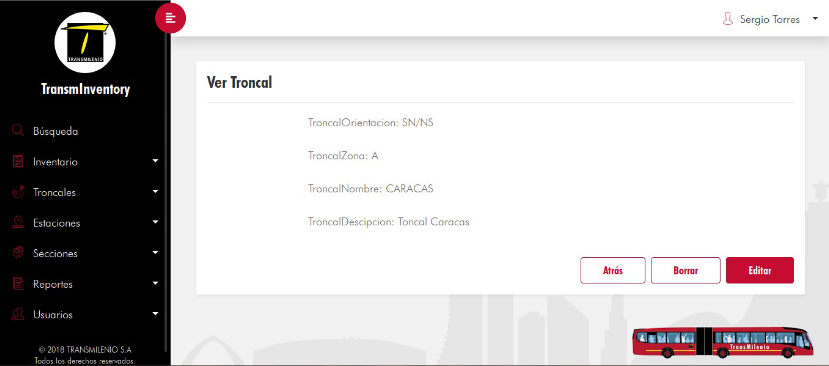 TRANSMILENIO
TransmInventory
Búsqueda
Inventario
Troncales
Estaciones
Secciones
Reportes
Usuarios
© 2018 TRANSMILENIO S.A
Todos los derechos reservados.
Sergio Torres
Ver Troncal
TroncalOrientacion: SN/NS
TroncalZona: A
TroncalNombre: CARACAS
TroncalDescipcion: Toncal Caracas
Atrás
Borrar
Editar
TransMilenio